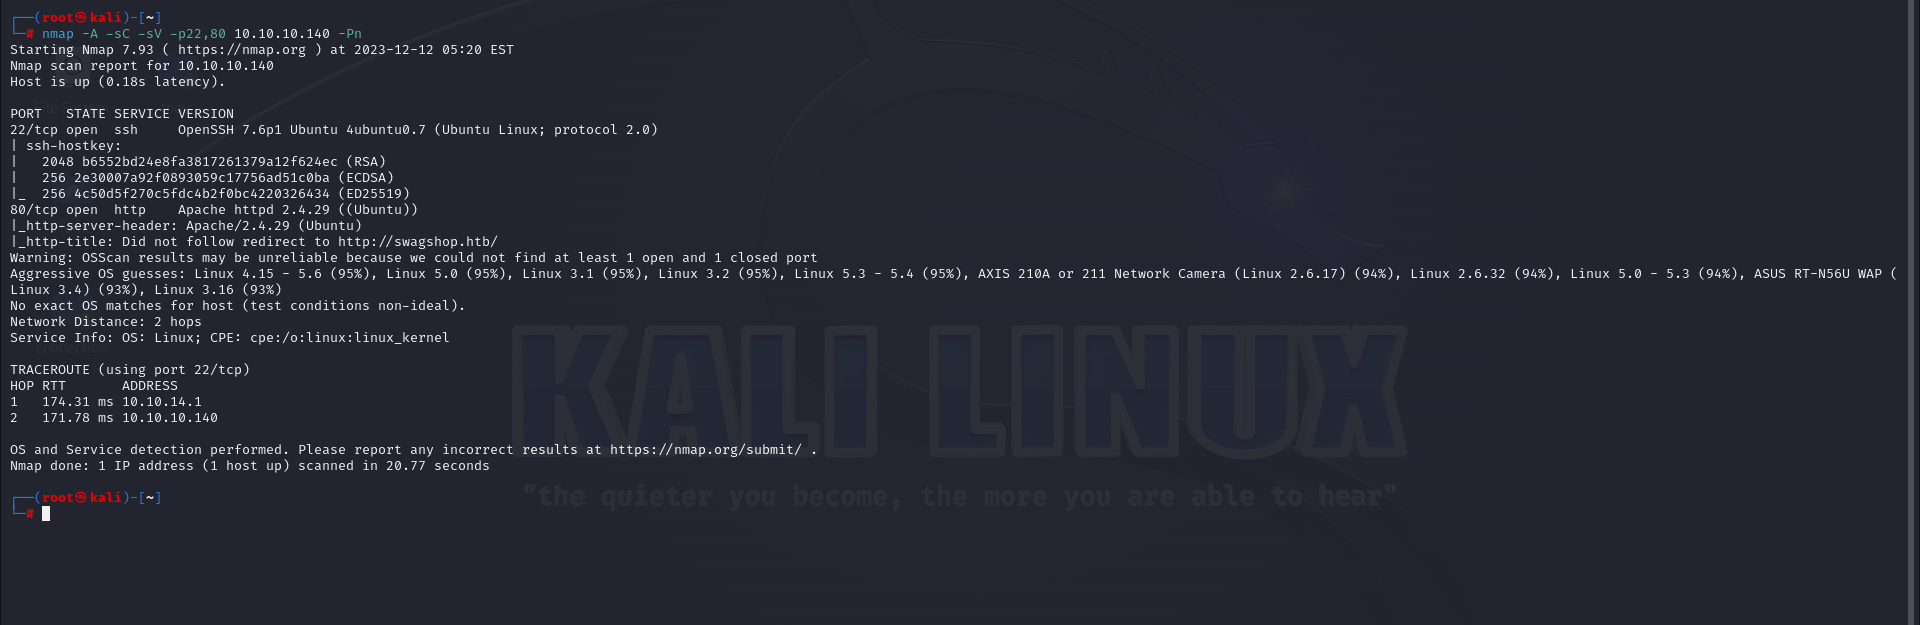 ┌──(root㉿kali)-[~]
└─# nmap -A -sC -sV -p22,80 10.10.10.140 -Pn
Starting Nmap 7.93 ( https://nmap.org ) at 2023-12-12 05:20 EST
Nmap scan report for 10.10.10.140
Host is up (0.18s latency).

PORT   STATE SERVICE VERSION
22/tcp open  ssh     OpenSSH 7.6p1 Ubuntu 4ubuntu0.7 (Ubuntu Linux; protocol 2.0)
| ssh-hostkey:
|   2048 b6552bd24e8fa3817261379a12f624ec (RSA)
|   256 2e30007a92f0893059c17756ad51c0ba (ECDSA)
|_  256 4c50d5f270c5fdc4b2f0bc4220326434 (ED25519)
80/tcp open  http    Apache httpd 2.4.29 ((Ubuntu))
|_http-server-header: Apache/2.4.29 (Ubuntu)
|_http-title: Did not follow redirect to http://swagshop.htb/
Warning: OSScan results may be unreliable because we could not find at least 1 open and 1 closed port
Aggressive OS guesses: Linux 4.15 - 5.6 (95%), Linux 5.0 (95%), Linux 3.1 (95%), Linux 3.2 (95%), Linux 5.3 - 5.4 (95%), AXIS 210A or 211 Network Camera (Linux 2.6.17) (94%), Linux 2.6.32 (94%), Linux 5.0 - 5.3 (94%), ASUS RT-N56U WAP (
Linux 3.4) (93%), Linux 3.16 (93%)
No exact OS matches for host (test conditions non-ideal).
Network Distance: 2 hops
Service Info: OS: Linux; CPE: cpe:/o:linux:linux_kernel

TRACEROUTE (using port 22/tcp)
HOP RTT       ADDRESS
1   174.31 ms 10.10.14.1
2   171.78 ms 10.10.10.140

OS and Service detection performed. Please report any incorrect results at https://nmap.org/submit/ .
Nmap done: 1 IP address (1 host up) scanned in 20.77 seconds

┌──(root㉿kali)-[~]
└─#
KALI LINUX
"the quieter you become, the more you are able to hear"